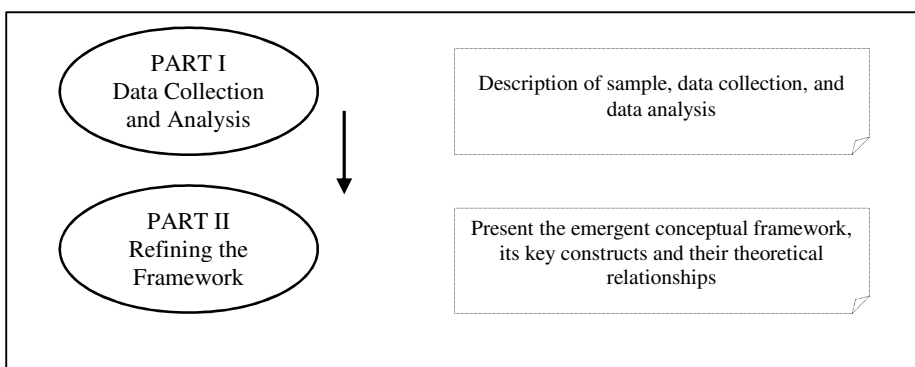 PART I
Data Collection
and Analysis
Description of sample, data collection, and
data analysis
PART II
Refining the
Framework
Present the emergent conceptual framework,
its key constructs and their theoretical
relationships